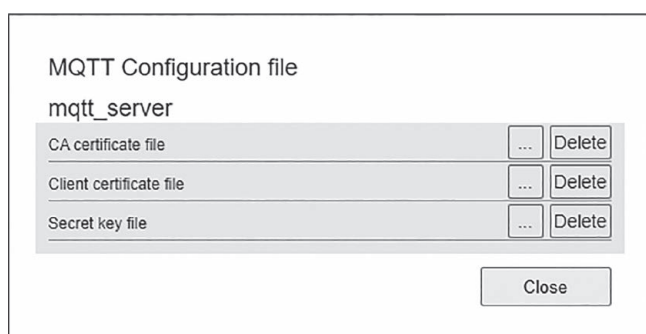 MQTT Configuration file
mqtt_server
CA certificate file ... Delete
Client certificate file ... Delete
Secret key file ... Delete
Close